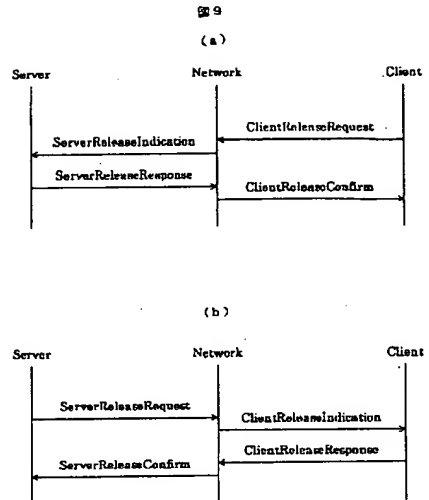 図9
(a)
Server Network Client
ClientReleaseRequest
ServerReleaseIndication
ServerReleaseResponse
ClientReleaseConfirm
(b)
Server Network Client
ServerReleaseRequest
ClientReleaseIndication
ClientReleaseResponse
ServerReleaseConfirm